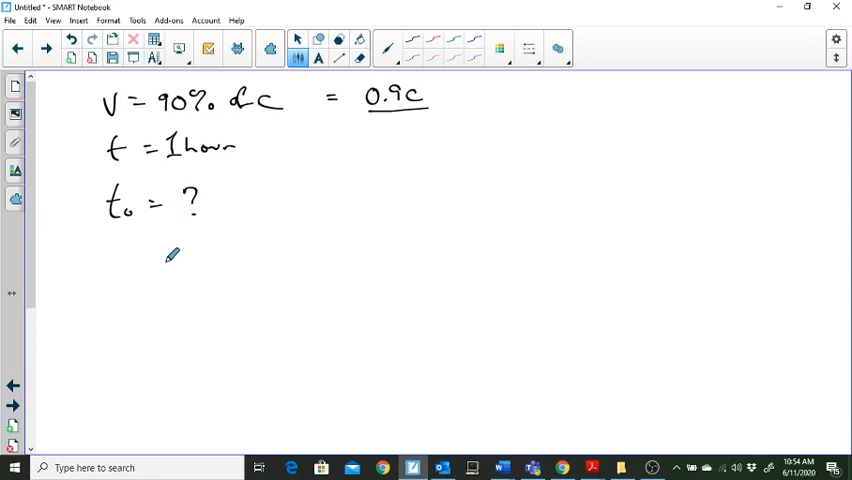 Untitled * - SMART Notebook
File Edit View Insert Format Tools Add-ons Account Help
V = 90% of C = 0.9C
t = 1 hour
t₀ = ?
Type here to search
10:54 AM
6/11/2020